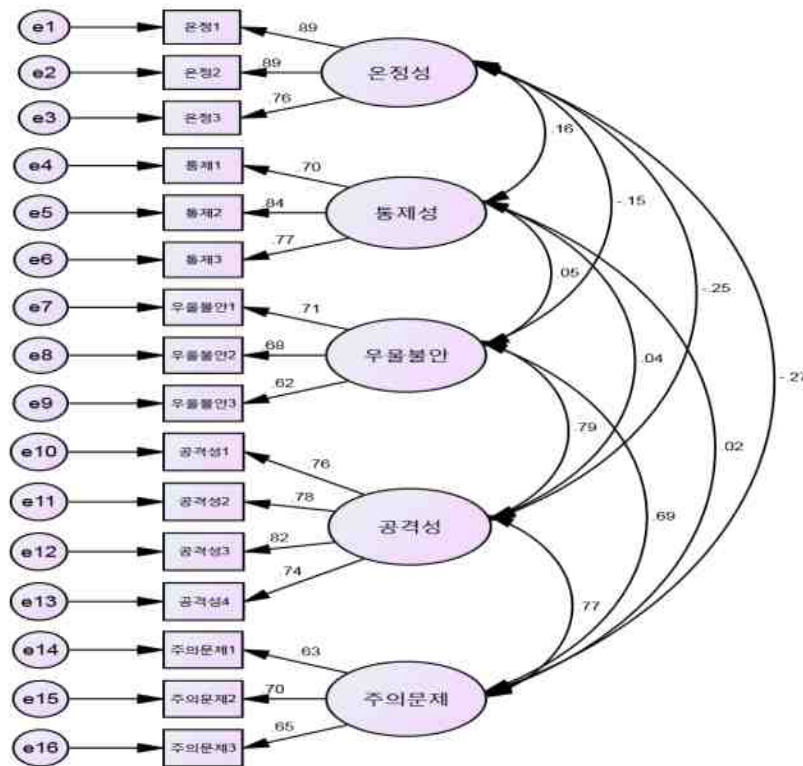 e1 온정1 .89
e2 온정2 .89 온정성
e3 온정3 .76
.16
e4 통제1 .70
-.15
e5 통제2 .84 통제성
e6 통제3 .77
.05 -.25
e7 우울불안1 .71
e8 우울불안2 .68 우울불안
.04 -.27
e9 우울불안3 .62
.79
e10 공격성1 .76
.02
e11 공격성2 .78
.69
e12 공격성3 .82 공격성
e13 공격성4 .74
.77
e14 주의문제1 .63
e15 주의문제2 .70 주의문제
e16 주의문제3 .65